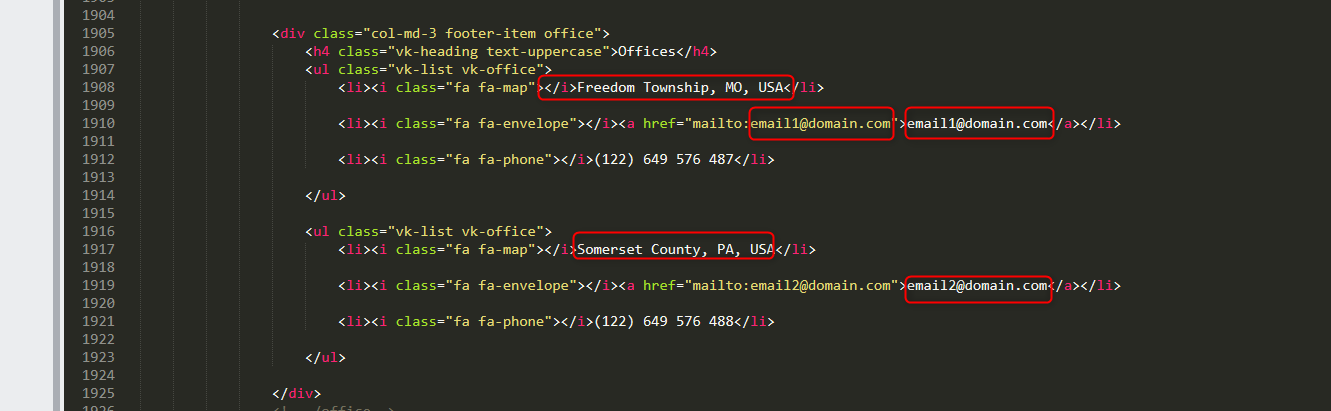 1904
1905 <div class="col-md-3 footer-item office">
1906 <h4 class="vk-heading text-uppercase">Offices</h4>
1907 <ul class="vk-list vk-office">
1908 <li><i class="fa fa-map"></i>Freedom Township, MO, USA</li>
1909
1910 <li><i class="fa fa-envelope"></i><a href="mailto:email1@domain.com">email1@domain.com</a></li>
1911
1912 <li><i class="fa fa-phone"></i>(122) 649 576 487</li>
1913
1914 </ul>
1915
1916 <ul class="vk-list vk-office">
1917 <li><i class="fa fa-map"></i>Somerset County, PA, USA</li>
1918
1919 <li><i class="fa fa-envelope"></i><a href="mailto:email2@domain.com">email2@domain.com</a></li>
1920
1921 <li><i class="fa fa-phone"></i>(122) 649 576 488</li>
1922
1923 </ul>
1924
1925 </div>